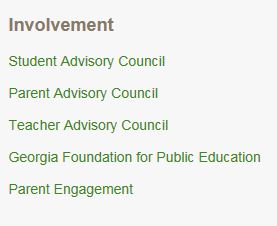 Involvement
Student Advisory Council
Parent Advisory Council
Teacher Advisory Council
Georgia Foundation for Public Education
Parent Engagement